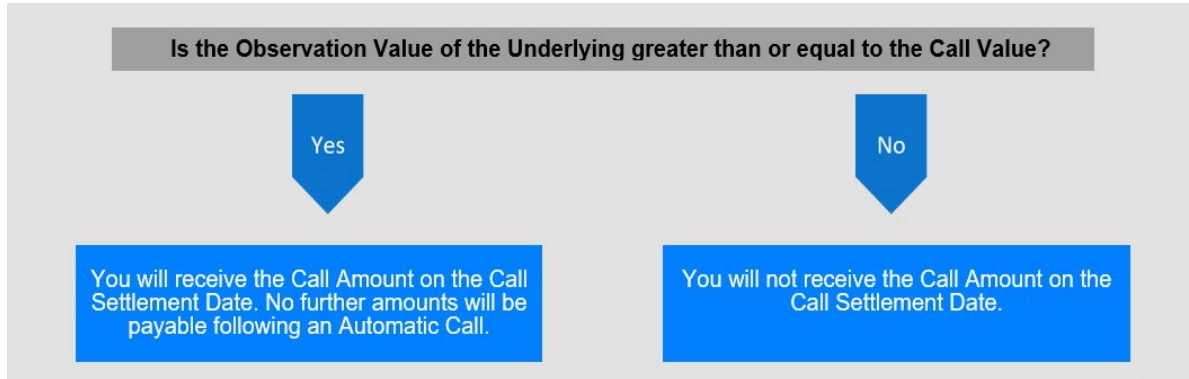 Is the Observation Value of the Underlying greater than or equal to the Call Value?
Yes
No
You will receive the Call Amount on the Call
Settlement Date. No further amounts will be
payable following an Automatic Call.
You will not receive the Call Amount on the
Call Settlement Date.